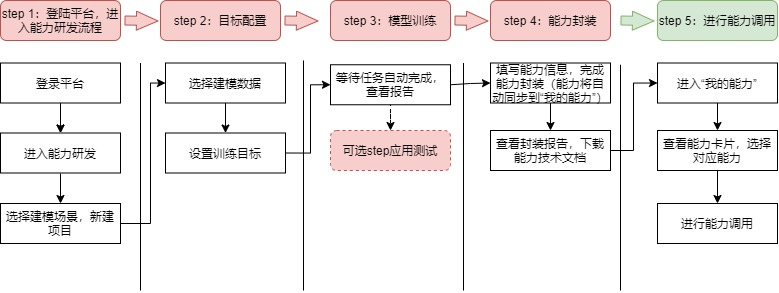 step 1：登陆平台，进
入能力研发流程
step 2：目标配置
step 3：模型训练
step 4：能力封装
step 5：进行能力调用
登录平台
进入能力研发
选择建模场景，新建
项目
选择建模数据
设置训练目标
等待任务自动完成，
查看报告
可选step应用测试
填写能力信息，完成
能力封装（能力将自
动同步到“我的能力”）
查看封装报告，下载
能力技术文档
进入“我的能力”
查看能力卡片，选择
对应能力
进行能力调用